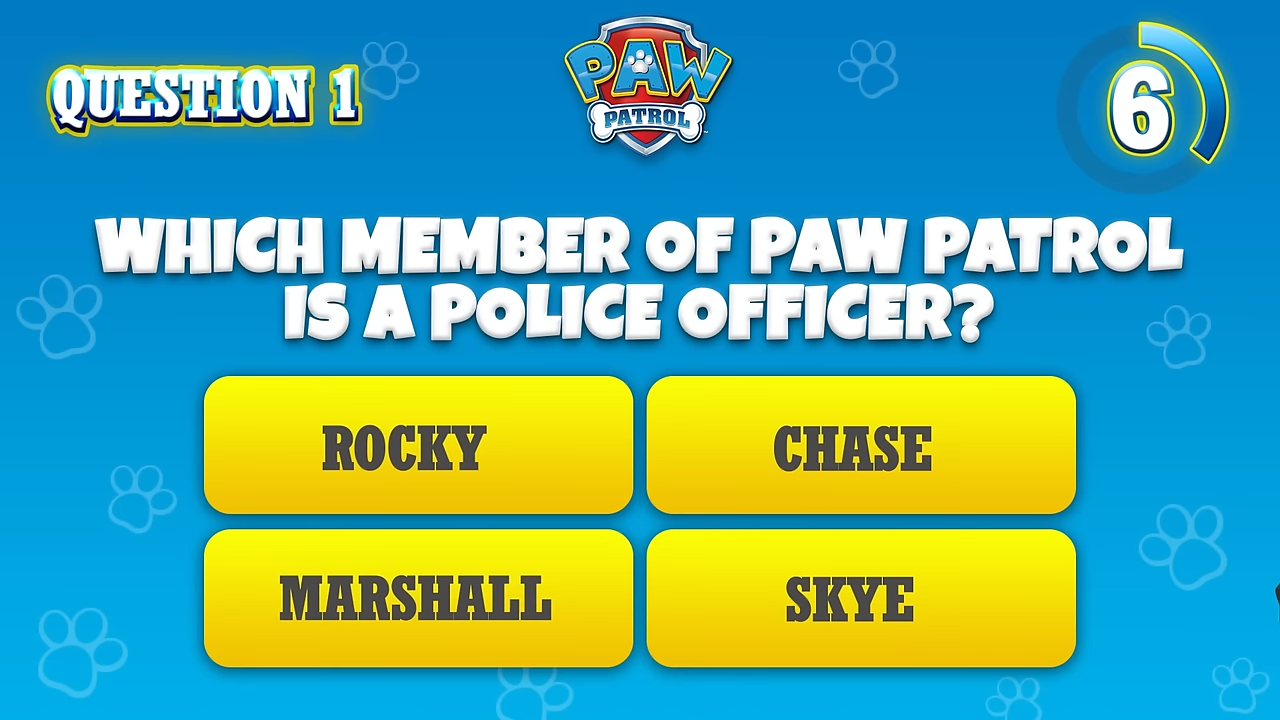 QUESTION 1
PAW
PATROL
6
WHICH MEMBER OF PAW PATROL
IS A POLICE OFFICER?
ROCKY
CHASE
MARSHALL
SKYE